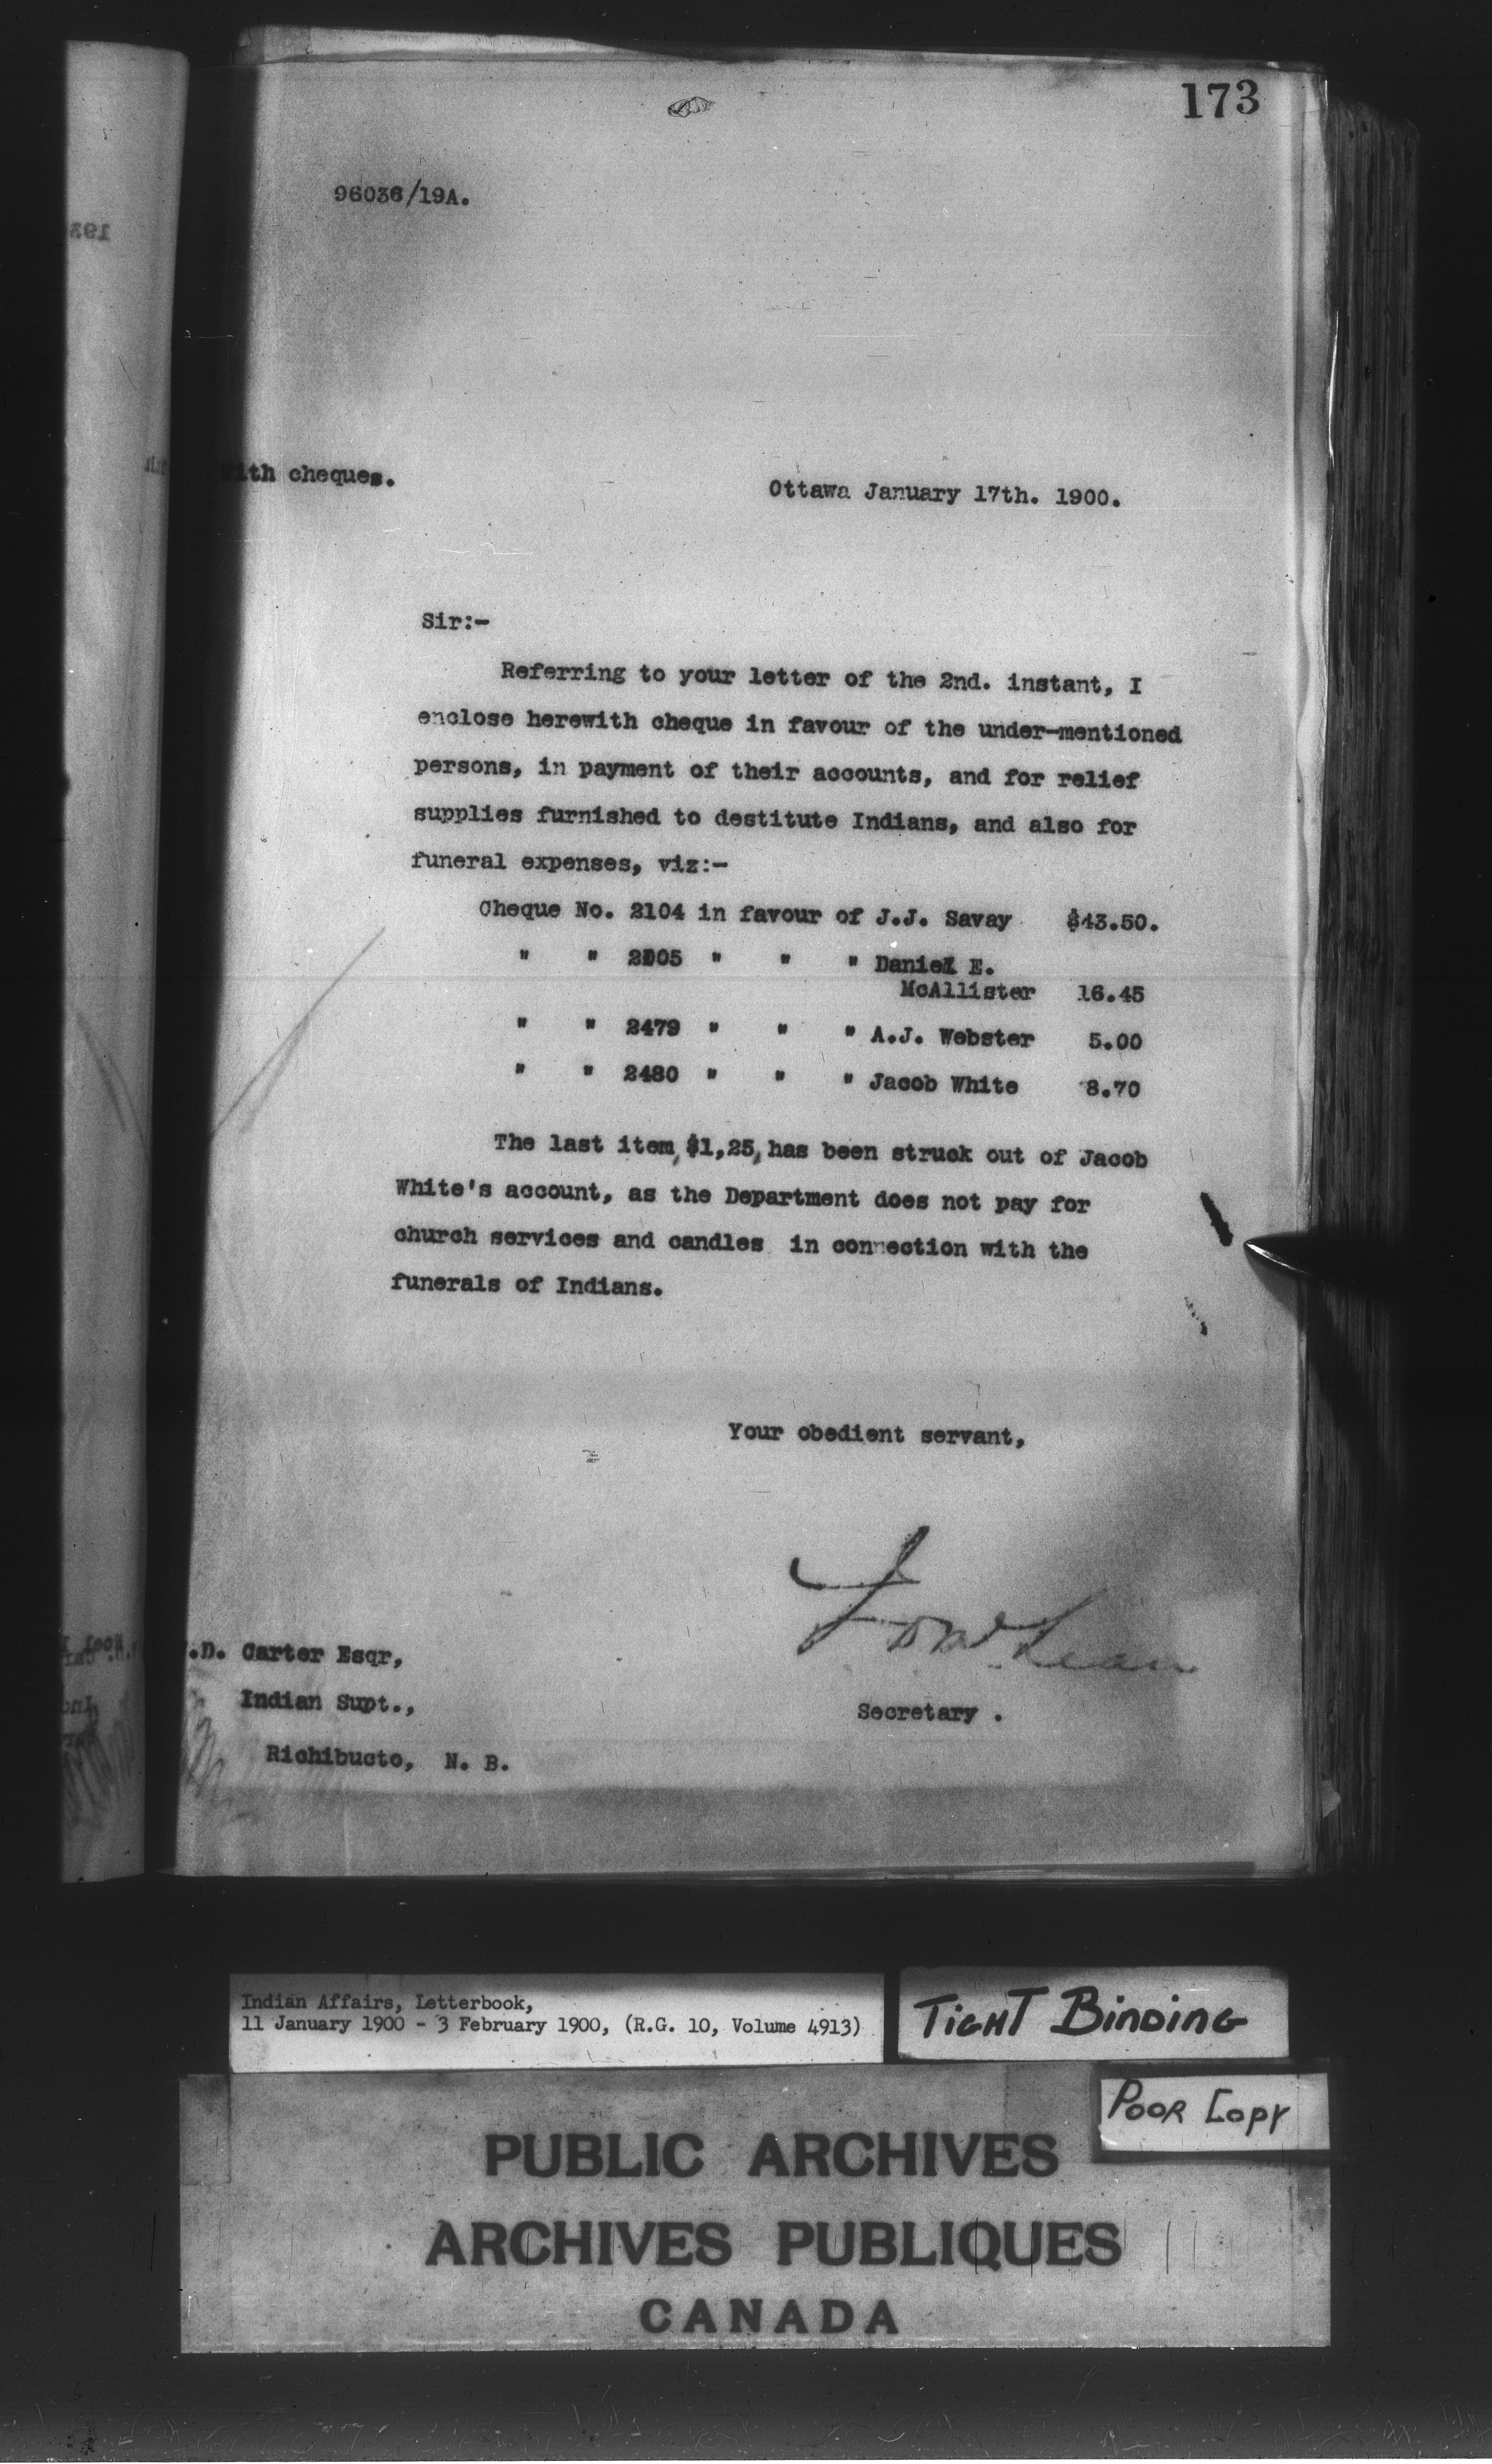 173
96036/19A.
ith cheques.
Ottawa January 17th. 1900.
Sir:-
Referring to your letter of the 2nd. instant, I
enclose herewith cheque in favour of the under-mentioned
persons, in payment of their accounts, and for relief
supplies furnished to destitute Indians, and also for
funeral expenses, viz:-
Cheque No. 2104 in favour of J.J. Savay $43.50.
" " 2105 " " " Daniel E.
McAllister 16.45
" " 2479 " " " A.J. Webster 5.00
" " 2480 " " " Jacob White 8.70
The last item, $1,25, has been struck out of Jacob
White's account, as the Department does not pay for
church services and candles in connection with the
funerals of Indians.
Your obedient servant,
Secretary .
.D. Carter Esqr,
Indian Supt.,
Richibucto, N. B.
Indian Affairs, Letterbook,
11 January 1900 - 3 February 1900, (R.G. 10, Volume 4913)
TIGHT BINDING
POOR COPY
PUBLIC ARCHIVES
ARCHIVES PUBLIQUES
CANADA